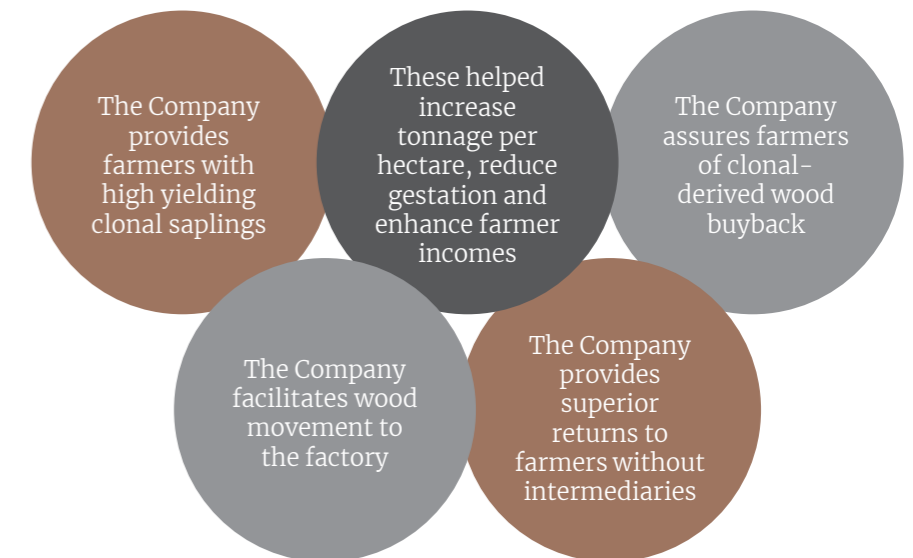 The Company
provides
farmers with
high yielding
clonal saplings
These helped
increase
tonnage per
hectare, reduce
gestation and
enhance farmer
incomes
The Company
assures farmers
of clonal-
derived wood
buyback
The Company
facilitates wood
movement to
the factory
The Company
provides
superior
returns to
farmers without
intermediaries